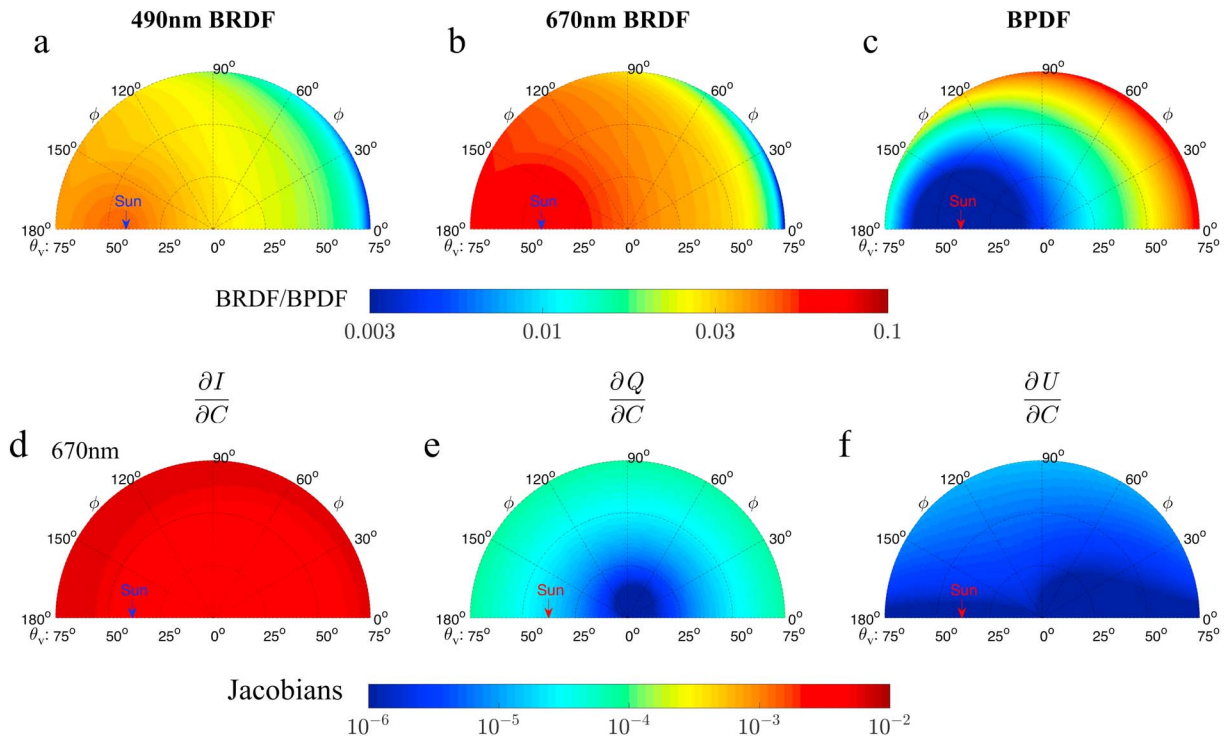 490nm BRDF 670nm BRDF BPDF
a b c
90° 90° 90°
120° 60° 120° 60° 120° 60°
ϕ ϕ ϕ ϕ ϕ ϕ
150° 30° 150° 30° 150° 30°
Sun Sun Sun
180° 0° 180° 0° 180° 0°
θv: 75° 50° 25° 0° 25° 50° 75° θv: 75° 50° 25° 0° 25° 50° 75° θv: 75° 50° 25° 0° 25° 50° 75°
BRDF/BPDF
0.003 0.01 0.03 0.1
∂I/∂C ∂Q/∂C ∂U/∂C
d 670nm e f
90° 90° 90°
120° 60° 120° 60° 120° 60°
ϕ ϕ ϕ ϕ ϕ ϕ
150° 30° 150° 30° 150° 30°
Sun Sun Sun
180° 0° 180° 0° 180° 0°
θv: 75° 50° 25° 0° 25° 50° 75° θv: 75° 50° 25° 0° 25° 50° 75° θv: 75° 50° 25° 0° 25° 50° 75°
Jacobians
10⁻⁶ 10⁻⁵ 10⁻⁴ 10⁻³ 10⁻²